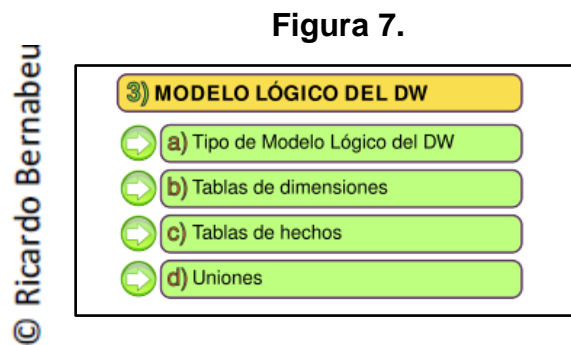 Figura 7.
© Ricardo Bernabeu
3) MODELO LÓGICO DEL DW
a) Tipo de Modelo Lógico del DW
b) Tablas de dimensiones
c) Tablas de hechos
d) Uniones